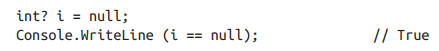 int? i = null;
Console.WriteLine (i == null); // True